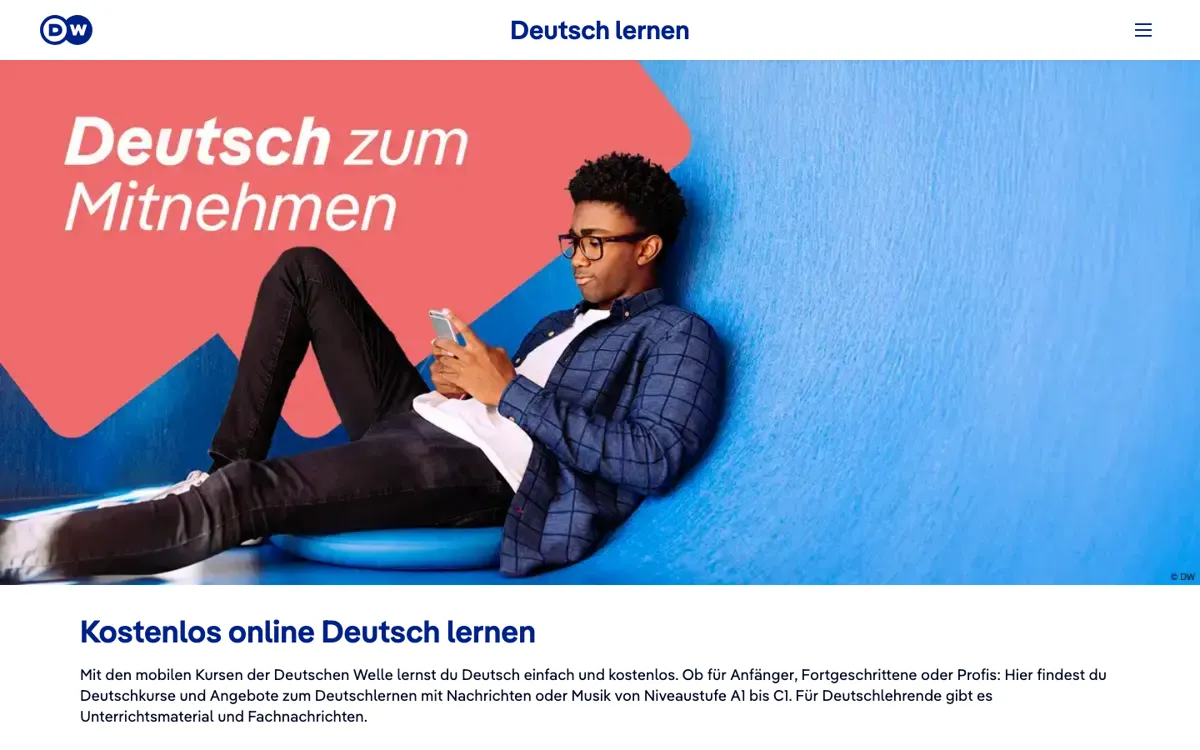 DW
Deutsch lernen
Deutsch zum
Mitnehmen
© DW
Kostenlos online Deutsch lernen
Mit den mobilen Kursen der Deutschen Welle lernst du Deutsch einfach und kostenlos. Ob für Anfänger, Fortgeschrittene oder Profis: Hier findest du
Deutschkurse und Angebote zum Deutschlernen mit Nachrichten oder Musik von Niveaustufe A1 bis C1. Für Deutschlehrende gibt es
Unterrichtsmaterial und Fachnachrichten.